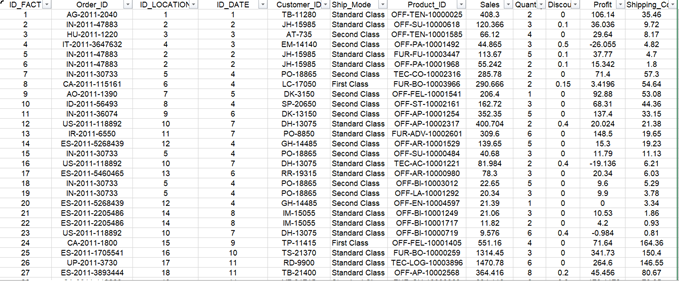 ID_FACT Order_ID ID_LOCATION ID_DATE Customer_ID Ship_Mode Product_ID Sales Quant Discou Profit Shipping_Co
1 AG-2011-2040 1 1 TB-11280 Standard Class OFF-TEN-10000025 408.3 2 0 106.14 35.46
2 IN-2011-47883 2 1 JH-15985 Standard Class OFF-SU-10000618 120.366 3 0.1 36.036 9.72
3 HU-2011-1220 3 1 AT-735 Second Class OFF-TEN-10001585 66.12 4 0 29.64 8.17
4 IT-2011-3647632 4 3 EM-14140 Second Class OFF-PA-10001492 44.865 3 0.5 -26.055 4.82
5 IN-2011-47883 2 1 JH-15985 Standard Class FUR-FU-10003447 113.67 5 0.1 37.77 4.7
6 IN-2011-47883 2 1 JH-15985 Standard Class OFF-PA-10001968 55.242 2 0.1 15.342 1.8
7 IN-2011-30733 5 4 PO-18865 Second Class TEC-CO-10002316 285.78 2 0 71.4 57.3
8 CA-2011-115161 6 4 LC-17050 First Class FUR-BO-10003966 290.666 2 0.15 3.4196 54.64
9 AO-2011-1390 7 5 DK-3150 Second Class OFF-FEL-10001541 206.4 1 0 92.88 53.08
10 ID-2011-56493 8 4 SP-20650 Second Class OFF-ST-10002161 162.72 3 0 68.31 44.36
11 IN-2011-36074 9 6 DK-13150 Second Class OFF-AP-10001254 352.35 5 0 137.4 33.15
12 US-2011-118892 10 7 DH-13075 Standard Class OFF-AP-10002317 400.704 2 0.4 20.024 21.38
13 IR-2011-6550 11 7 PO-8850 Standard Class FUR-ADV-10002601 309.6 6 0 148.5 19.65
14 ES-2011-5268439 12 4 GH-14485 Second Class OFF-AR-10001529 139.65 5 0 15.3 19.23
15 IN-2011-30733 5 4 PO-18865 Second Class OFF-SU-10000484 40.68 3 0 11.79 11.13
16 US-2011-118892 10 7 DH-13075 Standard Class TEC-AC-10001221 81.984 2 0.4 -19.136 6.21
17 ES-2011-5460465 13 6 RR-19315 Standard Class OFF-AR-10000980 78.3 3 0 20.34 6.03
18 IN-2011-30733 5 4 PO-18865 Second Class OFF-BI-10003012 22.65 5 0 9.6 5.29
19 IN-2011-30733 5 4 PO-18865 Second Class OFF-LA-10001292 20.34 3 0 9.9 3.78
20 ES-2011-5268439 12 4 GH-14485 Second Class OFF-EN-10004597 21.39 1 0 0 3.34
21 ES-2011-2205486 14 8 IM-15055 Standard Class OFF-BI-10001249 21.06 3 0 10.53 1.86
22 ES-2011-2205486 14 8 IM-15055 Standard Class OFF-BI-10001717 11.82 2 0 4.2 0.93
23 US-2011-118892 10 7 DH-13075 Standard Class OFF-BI-10000719 9.576 2 0.4 -0.984 0.81
24 CA-2011-1800 15 9 TP-11415 First Class OFF-FEL-10001405 551.16 4 0 71.64 164.36
25 ES-2011-1705541 16 10 TS-21370 Standard Class FUR-BO-10000259 1314.45 3 0 341.73 150.4
26 UP-2011-3730 17 11 RD-9900 Standard Class TEC-LOG-10003896 1470.78 6 0 264.6 146.55
27 ES-2011-3893444 18 11 TB-21400 Standard Class OFF-AP-10002568 364.416 8 0.2 45.456 80.67